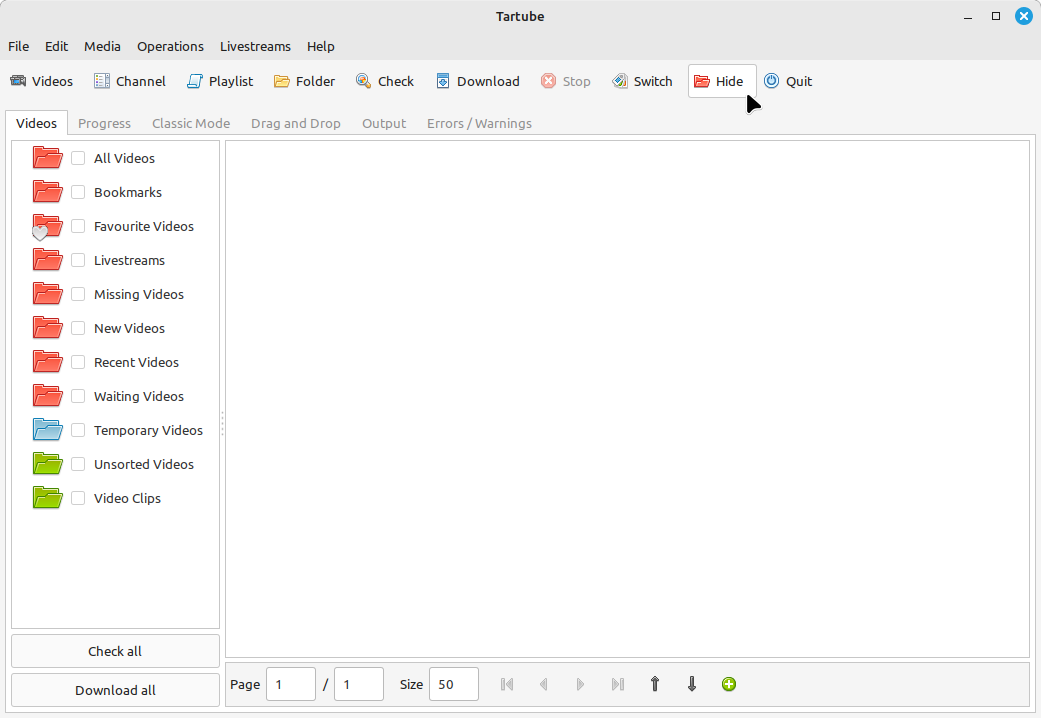 Tartube
File Edit Media Operations Livestreams Help
Videos Channel Playlist Folder Check Download Stop Switch Hide Quit
Videos Progress Classic Mode Drag and Drop Output Errors / Warnings
All Videos
Bookmarks
Favourite Videos
Livestreams
Missing Videos
New Videos
Recent Videos
Waiting Videos
Temporary Videos
Unsorted Videos
Video Clips
Check all
Download all
Page 1 / 1 Size 50